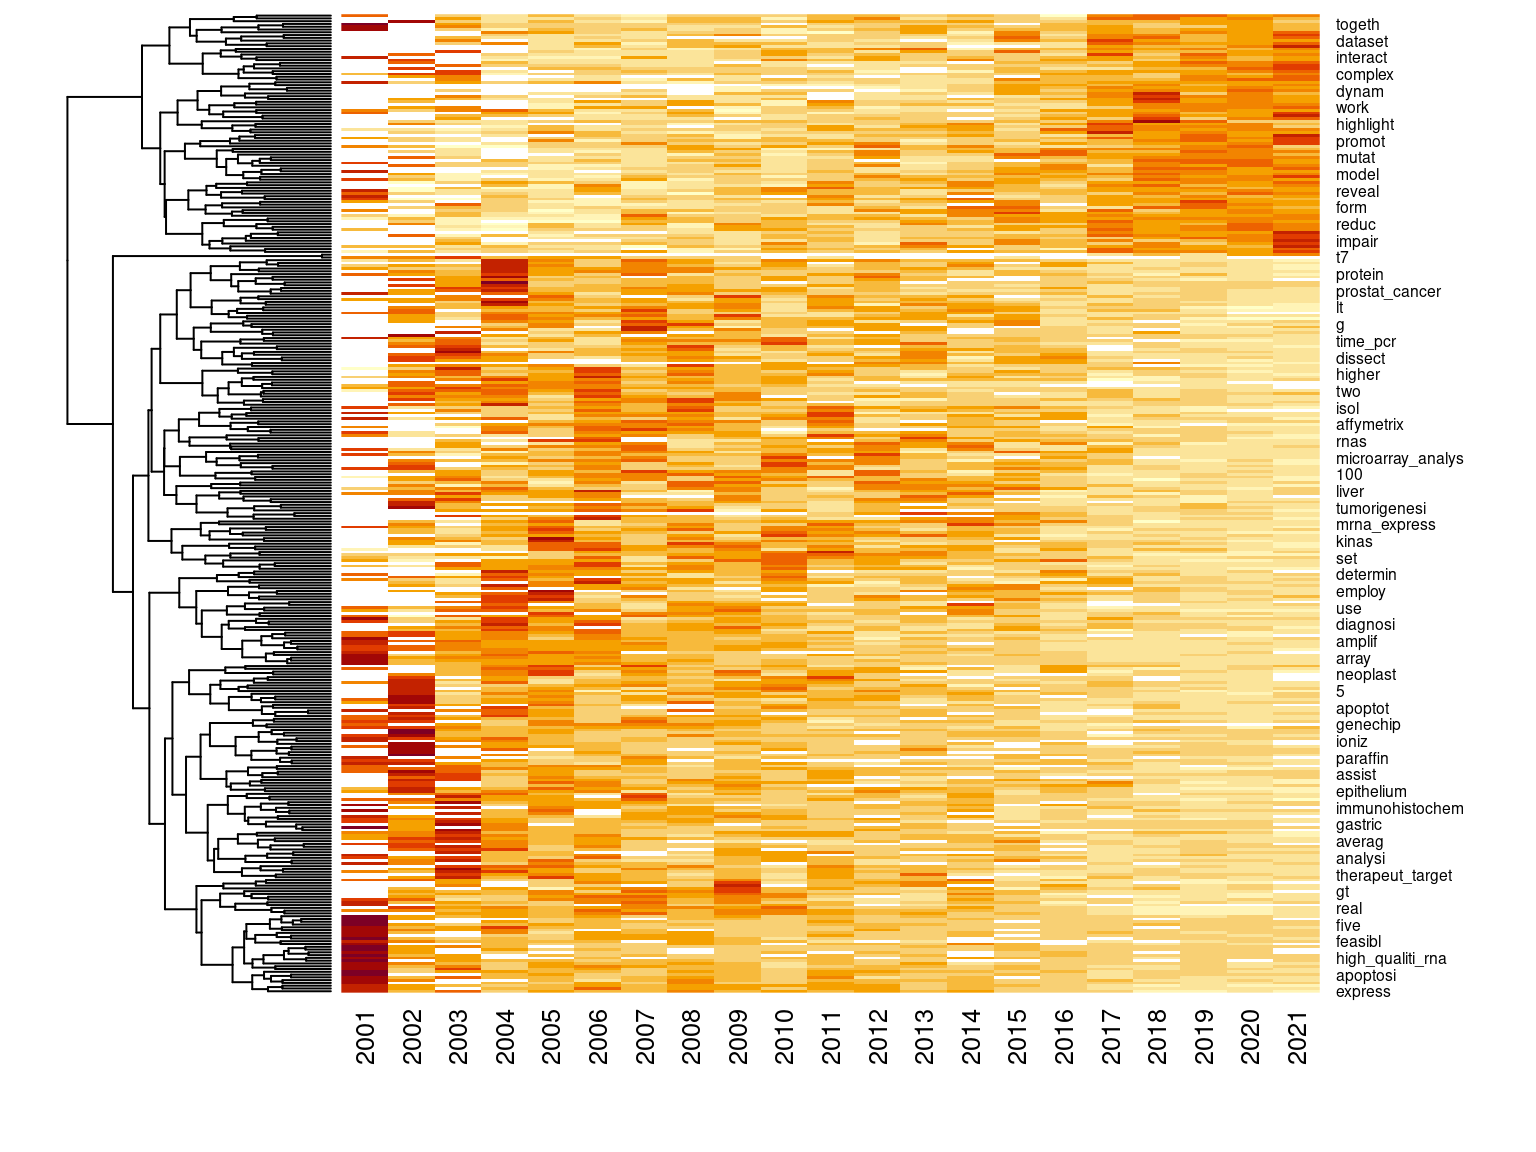 togeth
dataset
interact
complex
dynam
work
highlight
promot
mutat
model
reveal
form
reduc
impair
t7
protein
prostat_cancer
lt
g
time_pcr
dissect
higher
two
isol
affymetrix
rnas
microarray_analys
100
liver
tumorigenesi
mrna_express
kinas
set
determin
employ
use
diagnosi
amplif
array
neoplast
5
apoptot
genechip
ioniz
paraffin
assist
epithelium
immunohistochem
gastric
averag
analysi
therapeut_target
gt
real
five
feasibl
high_qualiti_rna
apoptosi
express
2001 2002 2003 2004 2005 2006 2007 2008 2009 2010 2011 2012 2013 2014 2015 2016 2017 2018 2019 2020 2021